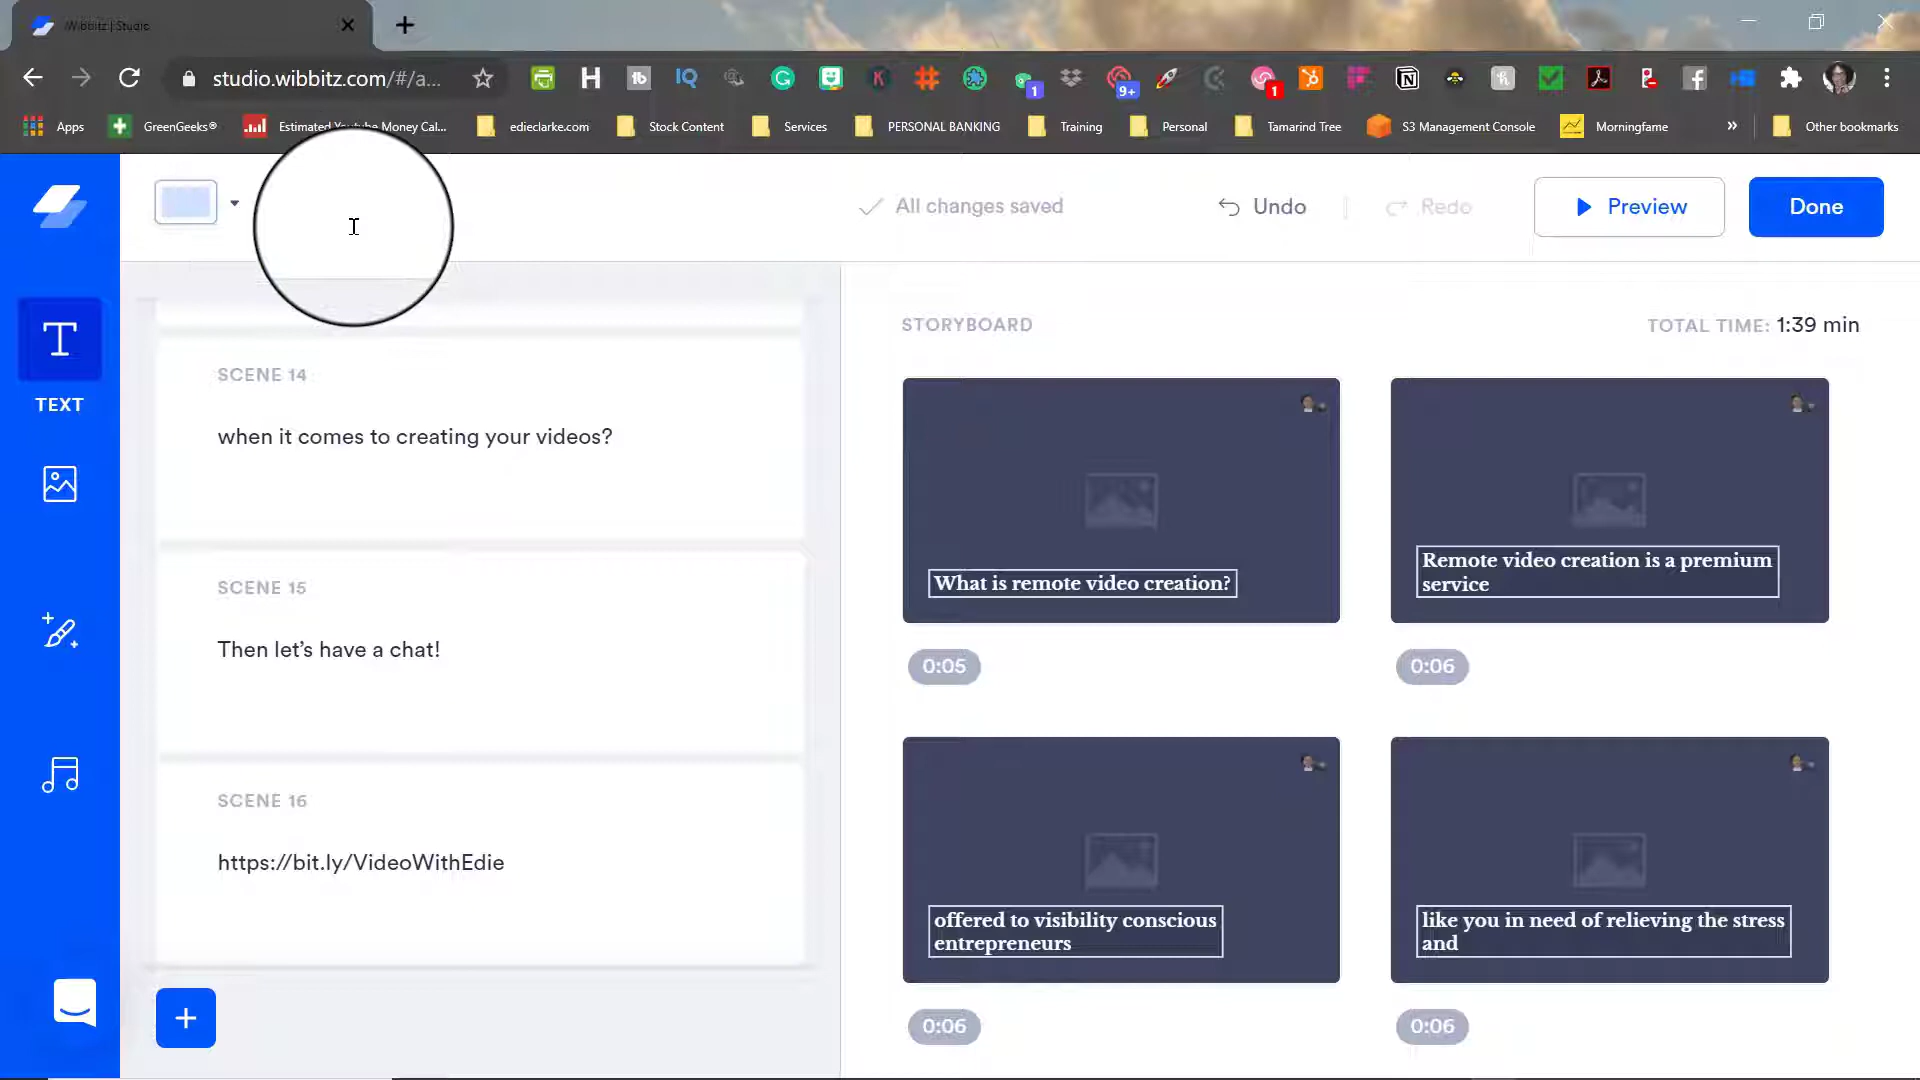 Wibbitz | Studio
studio.wibbitz.com/#/a...
1
9+
1
Apps
GreenGeeks®
Estimated Youtube Money Cal...
edieclarke.com
Stock Content
Services
PERSONAL BANKING
Training
Personal
Tamarind Tree
S3 Management Console
Morningfame
»
Other bookmarks
All changes saved
Undo
Redo
Preview
Done
TEXT
SCENE 14
when it comes to creating your videos?
SCENE 15
Then let's have a chat!
SCENE 16
https://bit.ly/VideoWithEdie
STORYBOARD
TOTAL TIME: 1:39 min
What is remote video creation?
0:05
Remote video creation is a premium
service
0:06
offered to visibility conscious
entrepreneurs
0:06
like you in need of relieving the stress
and
0:06